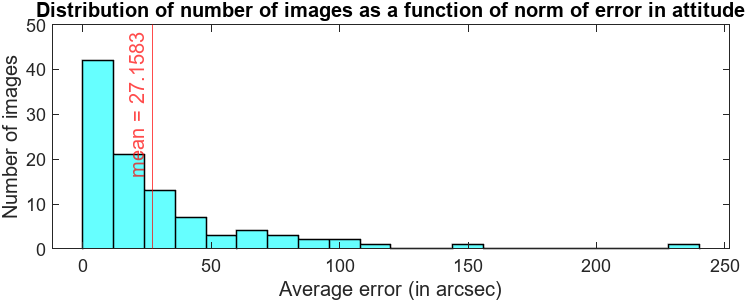 Distribution of number of images as a function of norm of error in attitude
Number of images
50
40
30
20
10
0
mean = 27.1583
0 50 100 150 200 250
Average error (in arcsec)